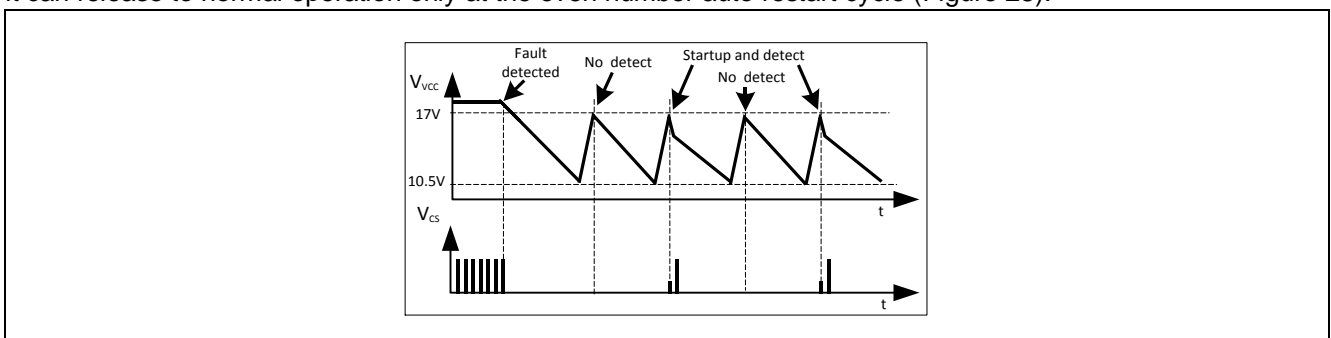 It can release to normal operation only at the even number auto restart cycle (Figure 23).
Fault detected
No detect
Startup and detect
No detect
Vvcc
17V
10.5V
t
Vcs
t